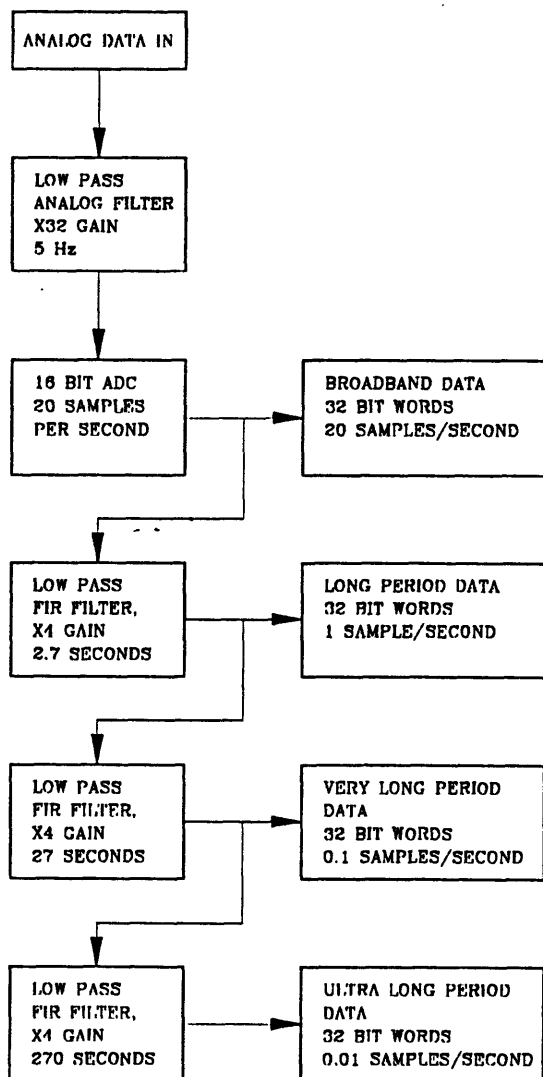 ANALOG DATA IN
LOW PASS
ANALOG FILTER
X32 GAIN
5 Hz
16 BIT ADC
20 SAMPLES
PER SECOND
BROADBAND DATA
32 BIT WORDS
20 SAMPLES/SECOND
LOW PASS
FIR FILTER,
X4 GAIN
2.7 SECONDS
LONG PERIOD DATA
32 BIT WORDS
1 SAMPLE/SECOND
LOW PASS
FIR FILTER,
X4 GAIN
27 SECONDS
VERY LONG PERIOD
DATA
32 BIT WORDS
0.1 SAMPLES/SECOND
LOW PASS
FIR FILTER,
X4 GAIN
270 SECONDS
ULTRA LONG PERIOD
DATA
32 BIT WORDS
0.01 SAMPLES/SECOND